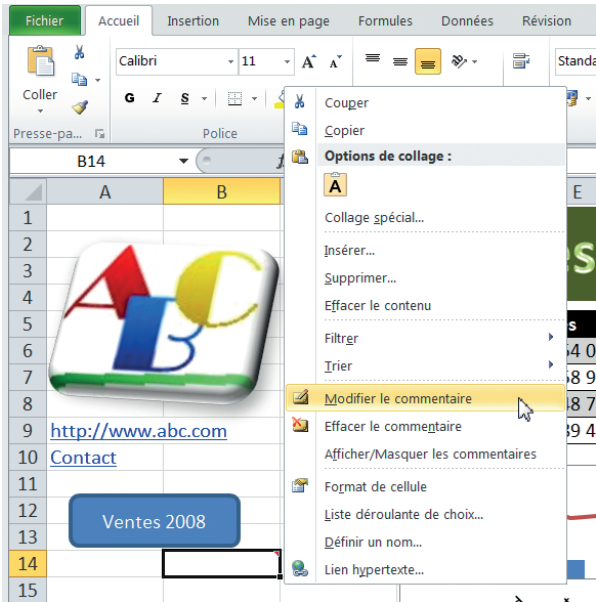 Fichier Accueil Insertion Mise en page Formules Données Révision
Calibri 11 A A Standa
Coller G I S
Presse-pa... Police
B14
A B E
1
2
3
4
5
6
7
8
9 http://www.abc.com
10 Contact
11
12
13
14
15
ABC
Ventes 2008
Couper
Copier
Options de collage :
A
Collage spécial...
Insérer...
Supprimer...
Effacer le contenu
Filtrer
Trier
Modifier le commentaire
Effacer le commentaire
Afficher/Masquer les commentaires
Format de cellule
Liste déroulante de choix...
Définir un nom...
Lien hypertexte...